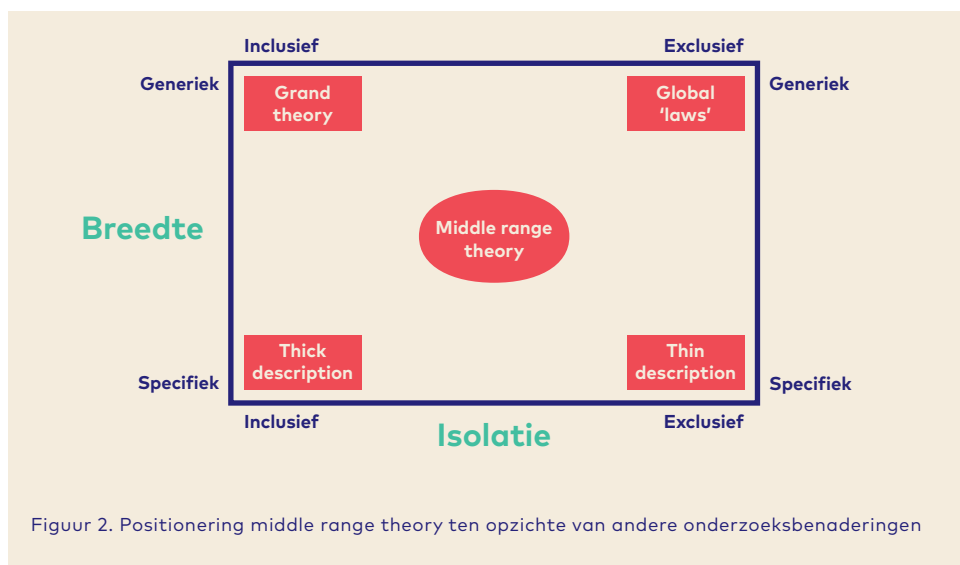 Inclusief
Exclusief
Generiek
Grand
theory
Global
‘laws’
Generiek
Breedte
Middle range
theory
Thick
description
Thin
description
Specifiek
Specifiek
Inclusief
Exclusief
Isolatie
Figuur 2. Positionering middle range theory ten opzichte van andere onderzoeksbenaderingen